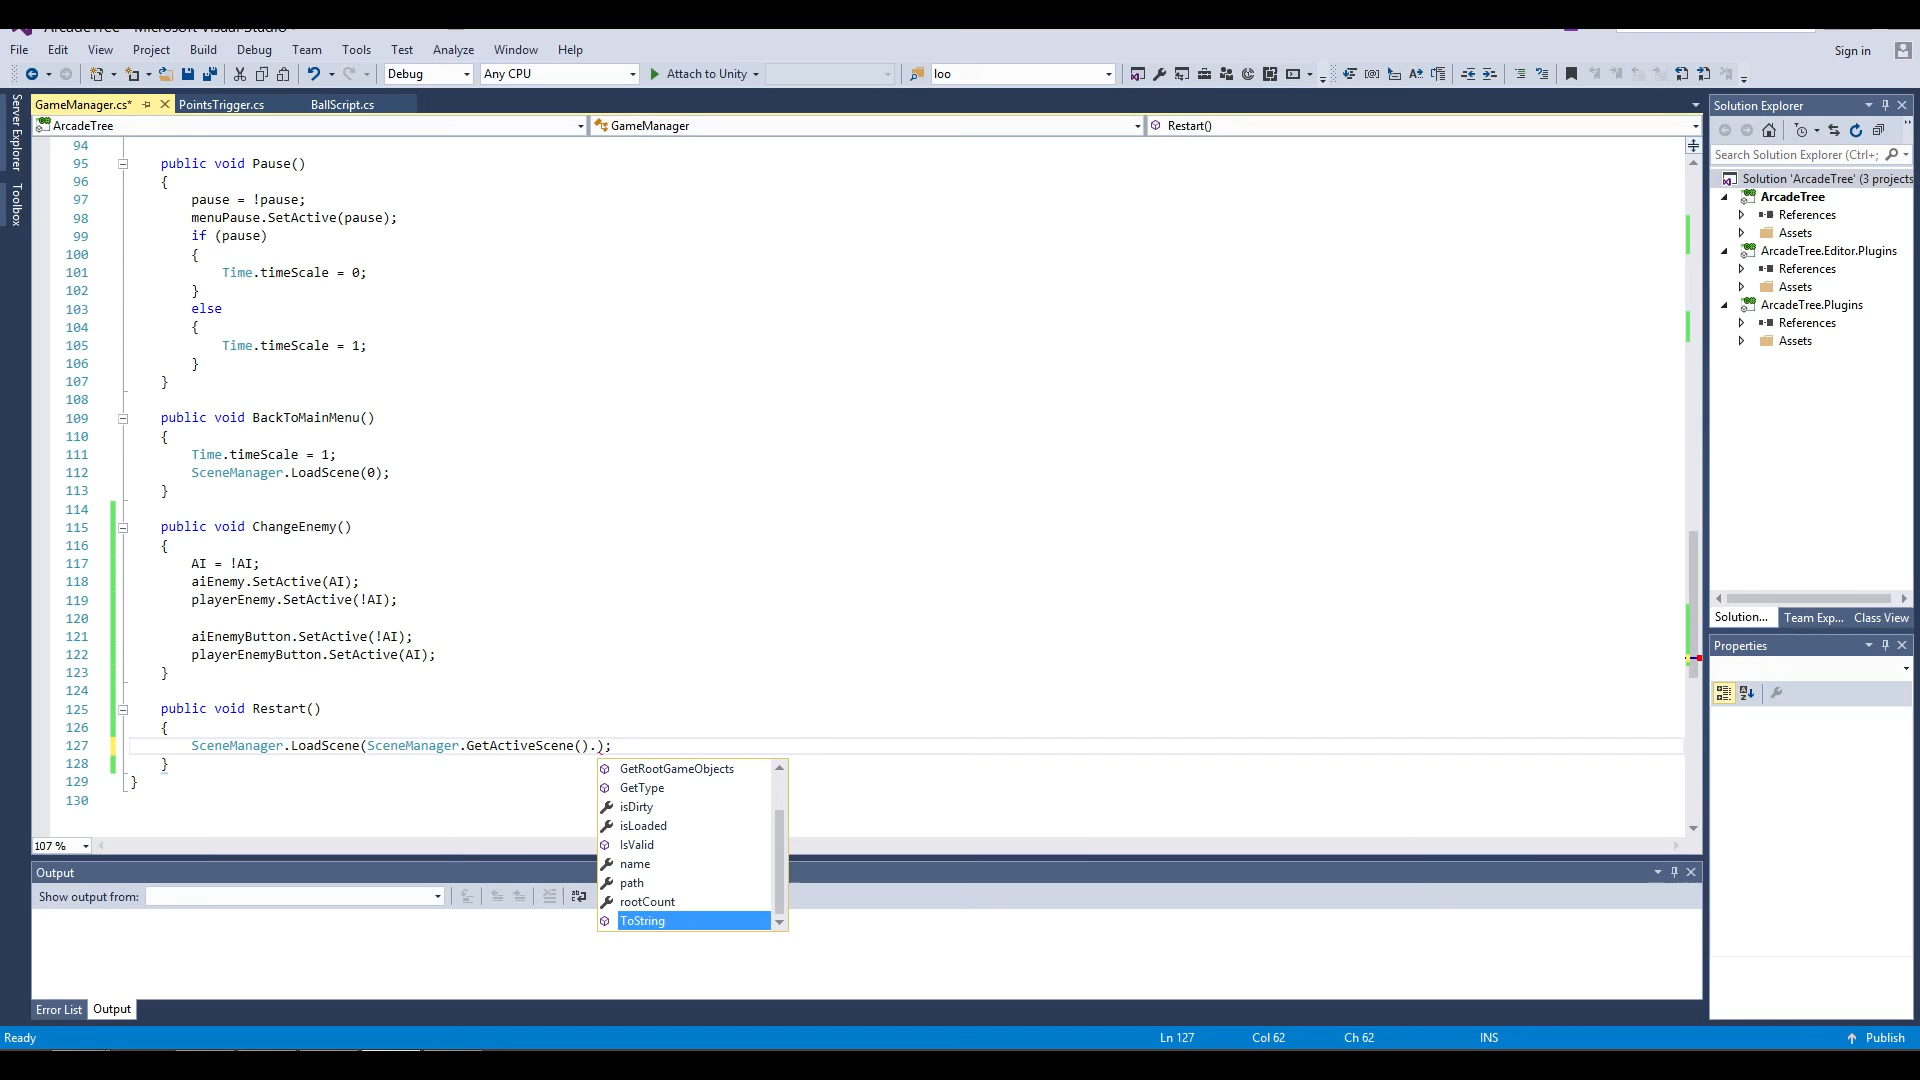 ArcadeTree - Microsoft Visual Studio
File Edit View Project Build Debug Team Tools Test Analyze Window Help
Sign in
Debug Any CPU Attach to Unity loo
GameManager.cs* PointsTrigger.cs BallScript.cs
ArcadeTree GameManager Restart()
Server Explorer
Toolbox
94
95 public void Pause()
96 {
97 pause = !pause;
98 menuPause.SetActive(pause);
99 if (pause)
100 {
101 Time.timeScale = 0;
102 }
103 else
104 {
105 Time.timeScale = 1;
106 }
107 }
108
109 public void BackToMainMenu()
110 {
111 Time.timeScale = 1;
112 SceneManager.LoadScene(0);
113 }
114
115 public void ChangeEnemy()
116 {
117 AI = !AI;
118 aiEnemy.SetActive(AI);
119 playerEnemy.SetActive(!AI);
120
121 aiEnemyButton.SetActive(!AI);
122 playerEnemyButton.SetActive(AI);
123 }
124
125 public void Restart()
126 {
127 SceneManager.LoadScene(SceneManager.GetActiveScene().);
128 }
129 }
130
GetRootGameObjects
GetType
isDirty
isLoaded
IsValid
name
path
rootCount
ToString
107 %
Output
Show output from:
Error List Output
Solution Explorer
Search Solution Explorer (Ctrl+;
Solution 'ArcadeTree' (3 projects
ArcadeTree
References
Assets
ArcadeTree.Editor.Plugins
References
Assets
ArcadeTree.Plugins
References
Assets
Solution... Team Exp... Class View
Properties
Ready Ln 127 Col 62 Ch 62 INS Publish